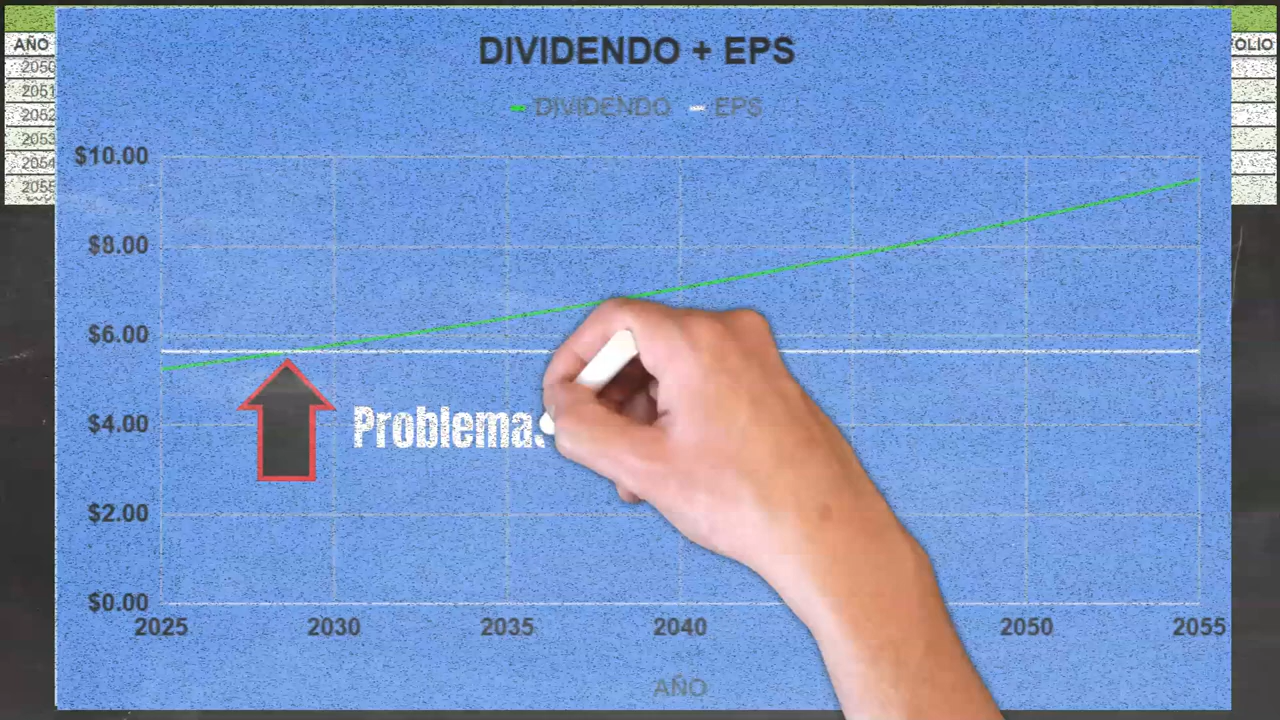 DIVIDENDO + EPS
DIVIDENDO EPS
AÑO
OLIO
2050
2051
2052
2053
2054
2055
$10.00
$8.00
$6.00
$4.00
$2.00
$0.00
Problemas
2025 2030 2035 2040 2050 2055
AÑO